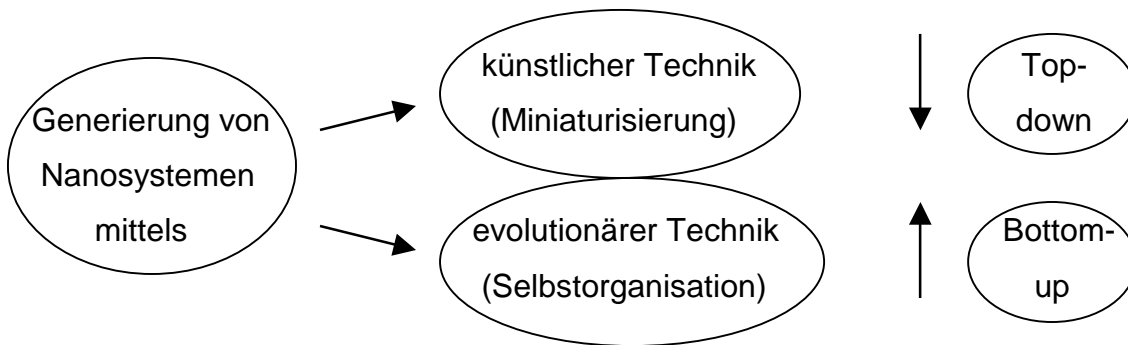 Generierung von
Nanosystemen
mittels
künstlicher Technik
(Miniaturisierung)
evolutionärer Technik
(Selbstorganisation)
Top-
down
Bottom-
up